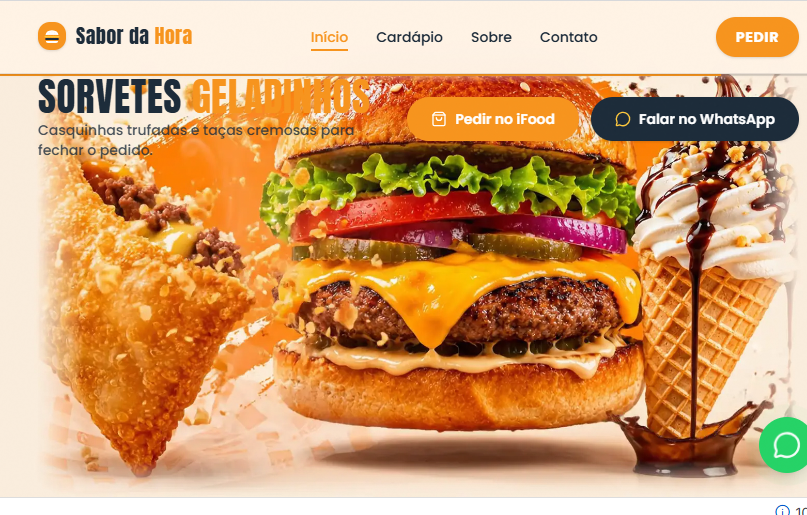 Sabor da Hora
Início Cardápio Sobre Contato
PEDIR
SORVETES GELADINHOS
Casquinhas trufadas e taças cremosas para
fechar o pedido.
Pedir no iFood
Falar no WhatsApp
10